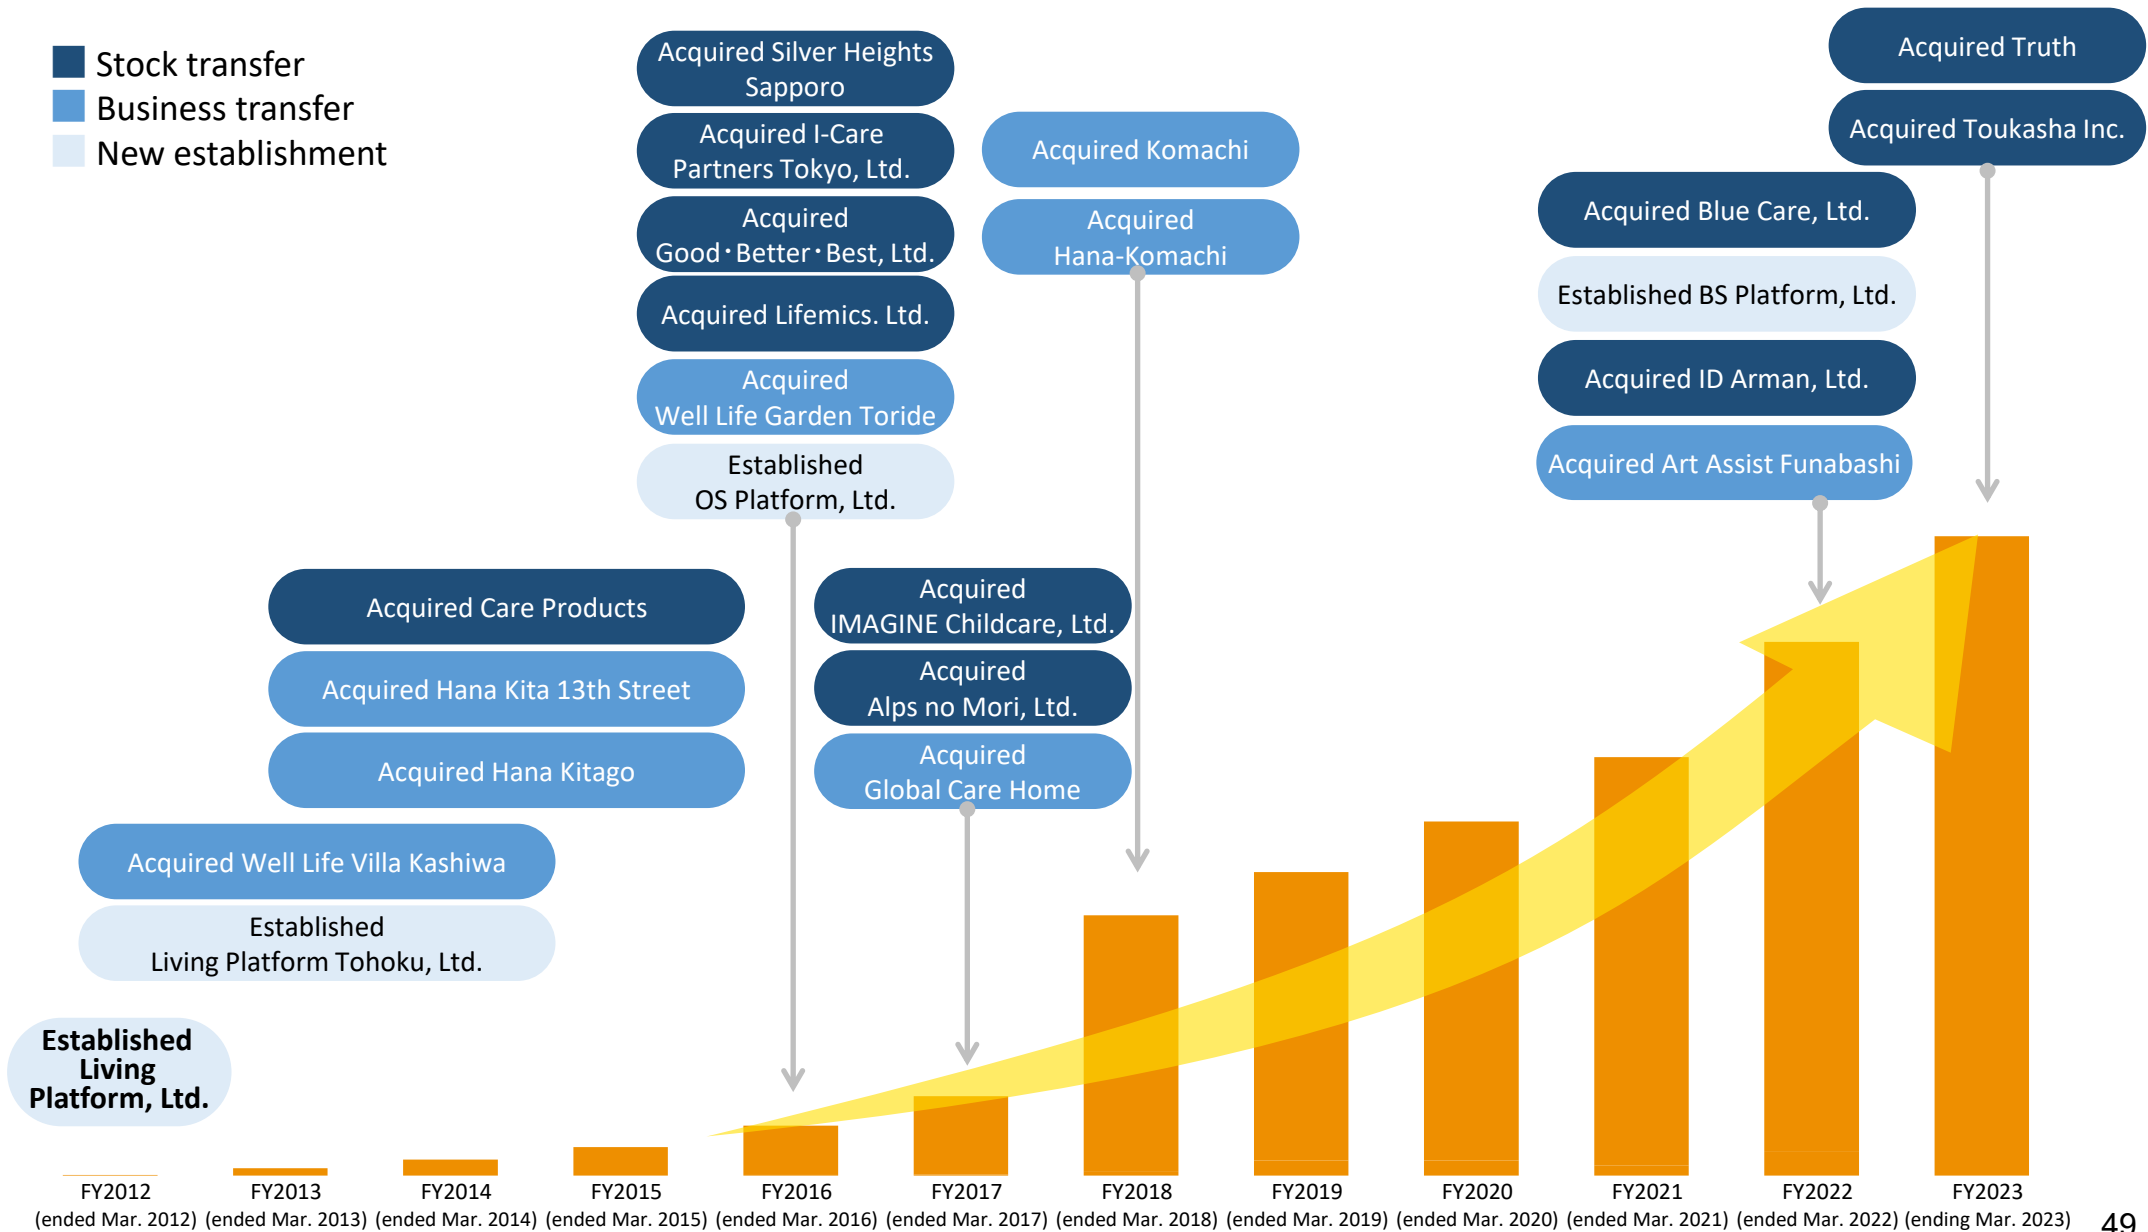 Stock transfer
Business transfer
New establishment
Acquired Silver Heights
Sapporo
Acquired I-Care
Partners Tokyo, Ltd.
Acquired
Good・Better・Best, Ltd.
Acquired Lifemics. Ltd.
Acquired
Well Life Garden Toride
Established
OS Platform, Ltd.
Acquired Komachi
Acquired
Hana-Komachi
Acquired Truth
Acquired Toukasha Inc.
Acquired Blue Care, Ltd.
Established BS Platform, Ltd.
Acquired ID Arman, Ltd.
Acquired Art Assist Funabashi
Acquired Care Products
Acquired Hana Kita 13th Street
Acquired Hana Kitago
Acquired
IMAGINE Childcare, Ltd.
Acquired
Alps no Mori, Ltd.
Acquired
Global Care Home
Acquired Well Life Villa Kashiwa
Established
Living Platform Tohoku, Ltd.
Established
Living
Platform, Ltd.
FY2012
(ended Mar. 2012)
FY2013
(ended Mar. 2013)
FY2014
(ended Mar. 2014)
FY2015
(ended Mar. 2015)
FY2016
(ended Mar. 2016)
FY2017
(ended Mar. 2017)
FY2018
(ended Mar. 2018)
FY2019
(ended Mar. 2019)
FY2020
(ended Mar. 2020)
FY2021
(ended Mar. 2021)
FY2022
(ended Mar. 2022)
FY2023
(ending Mar. 2023)
49